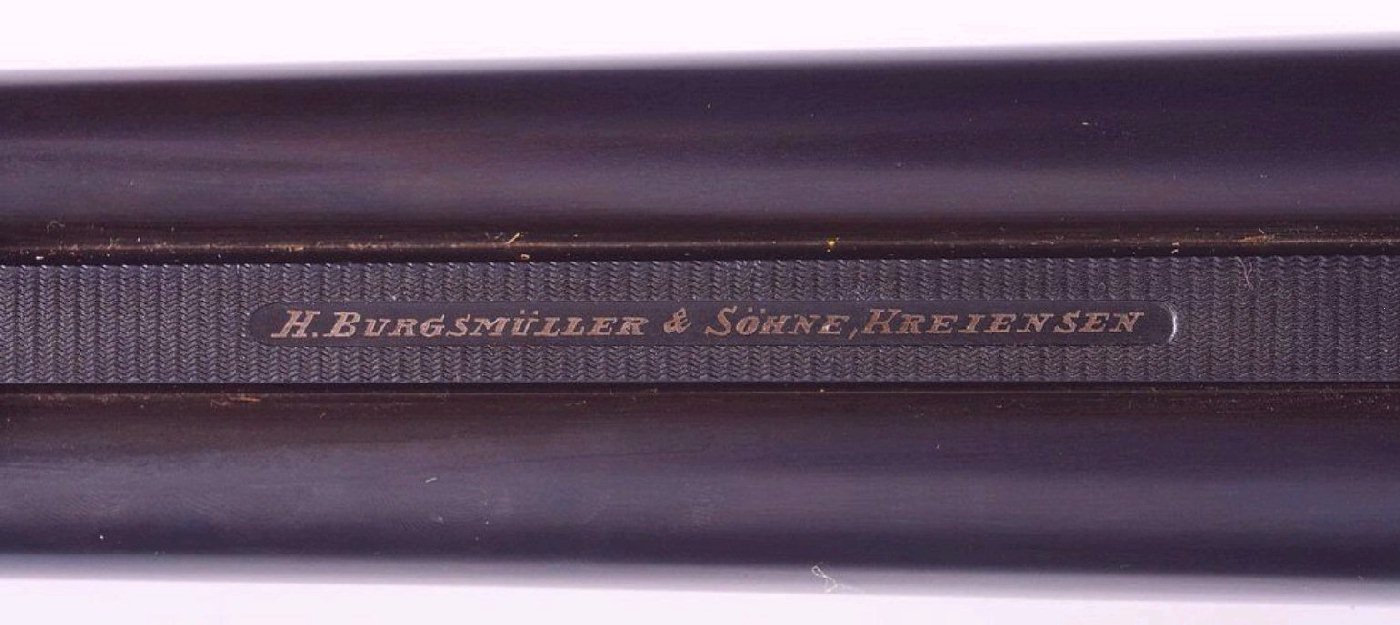 H. BURGSMÜLLER & SÖHNE, KREIENSEN